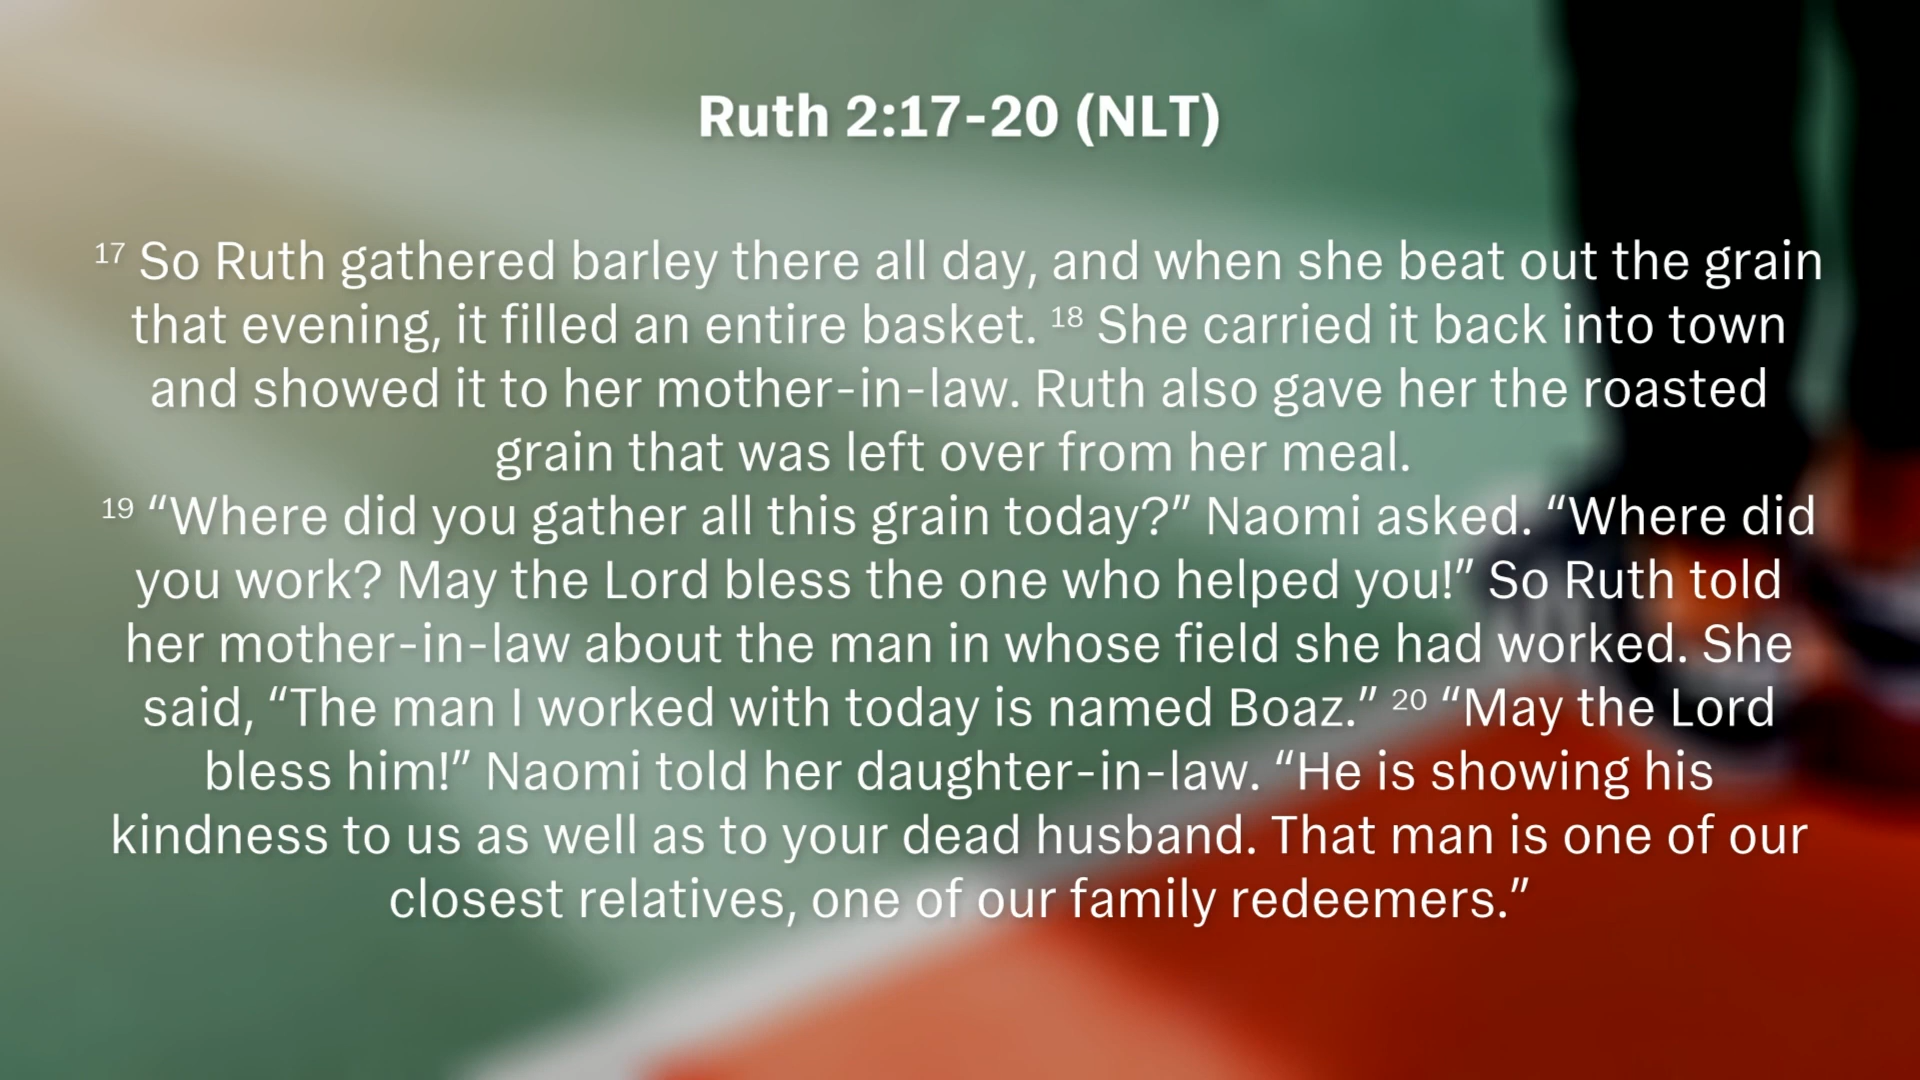 Ruth 2:17-20 (NLT)
17 So Ruth gathered barley there all day, and when she beat out the grain
that evening, it filled an entire basket. 18 She carried it back into town
and showed it to her mother-in-law. Ruth also gave her the roasted
grain that was left over from her meal.
19 “Where did you gather all this grain today?” Naomi asked. “Where did
you work? May the Lord bless the one who helped you!” So Ruth told
her mother-in-law about the man in whose field she had worked. She
said, “The man I worked with today is named Boaz.” 20 “May the Lord
bless him!” Naomi told her daughter-in-law. “He is showing his
kindness to us as well as to your dead husband. That man is one of our
closest relatives, one of our family redeemers.”